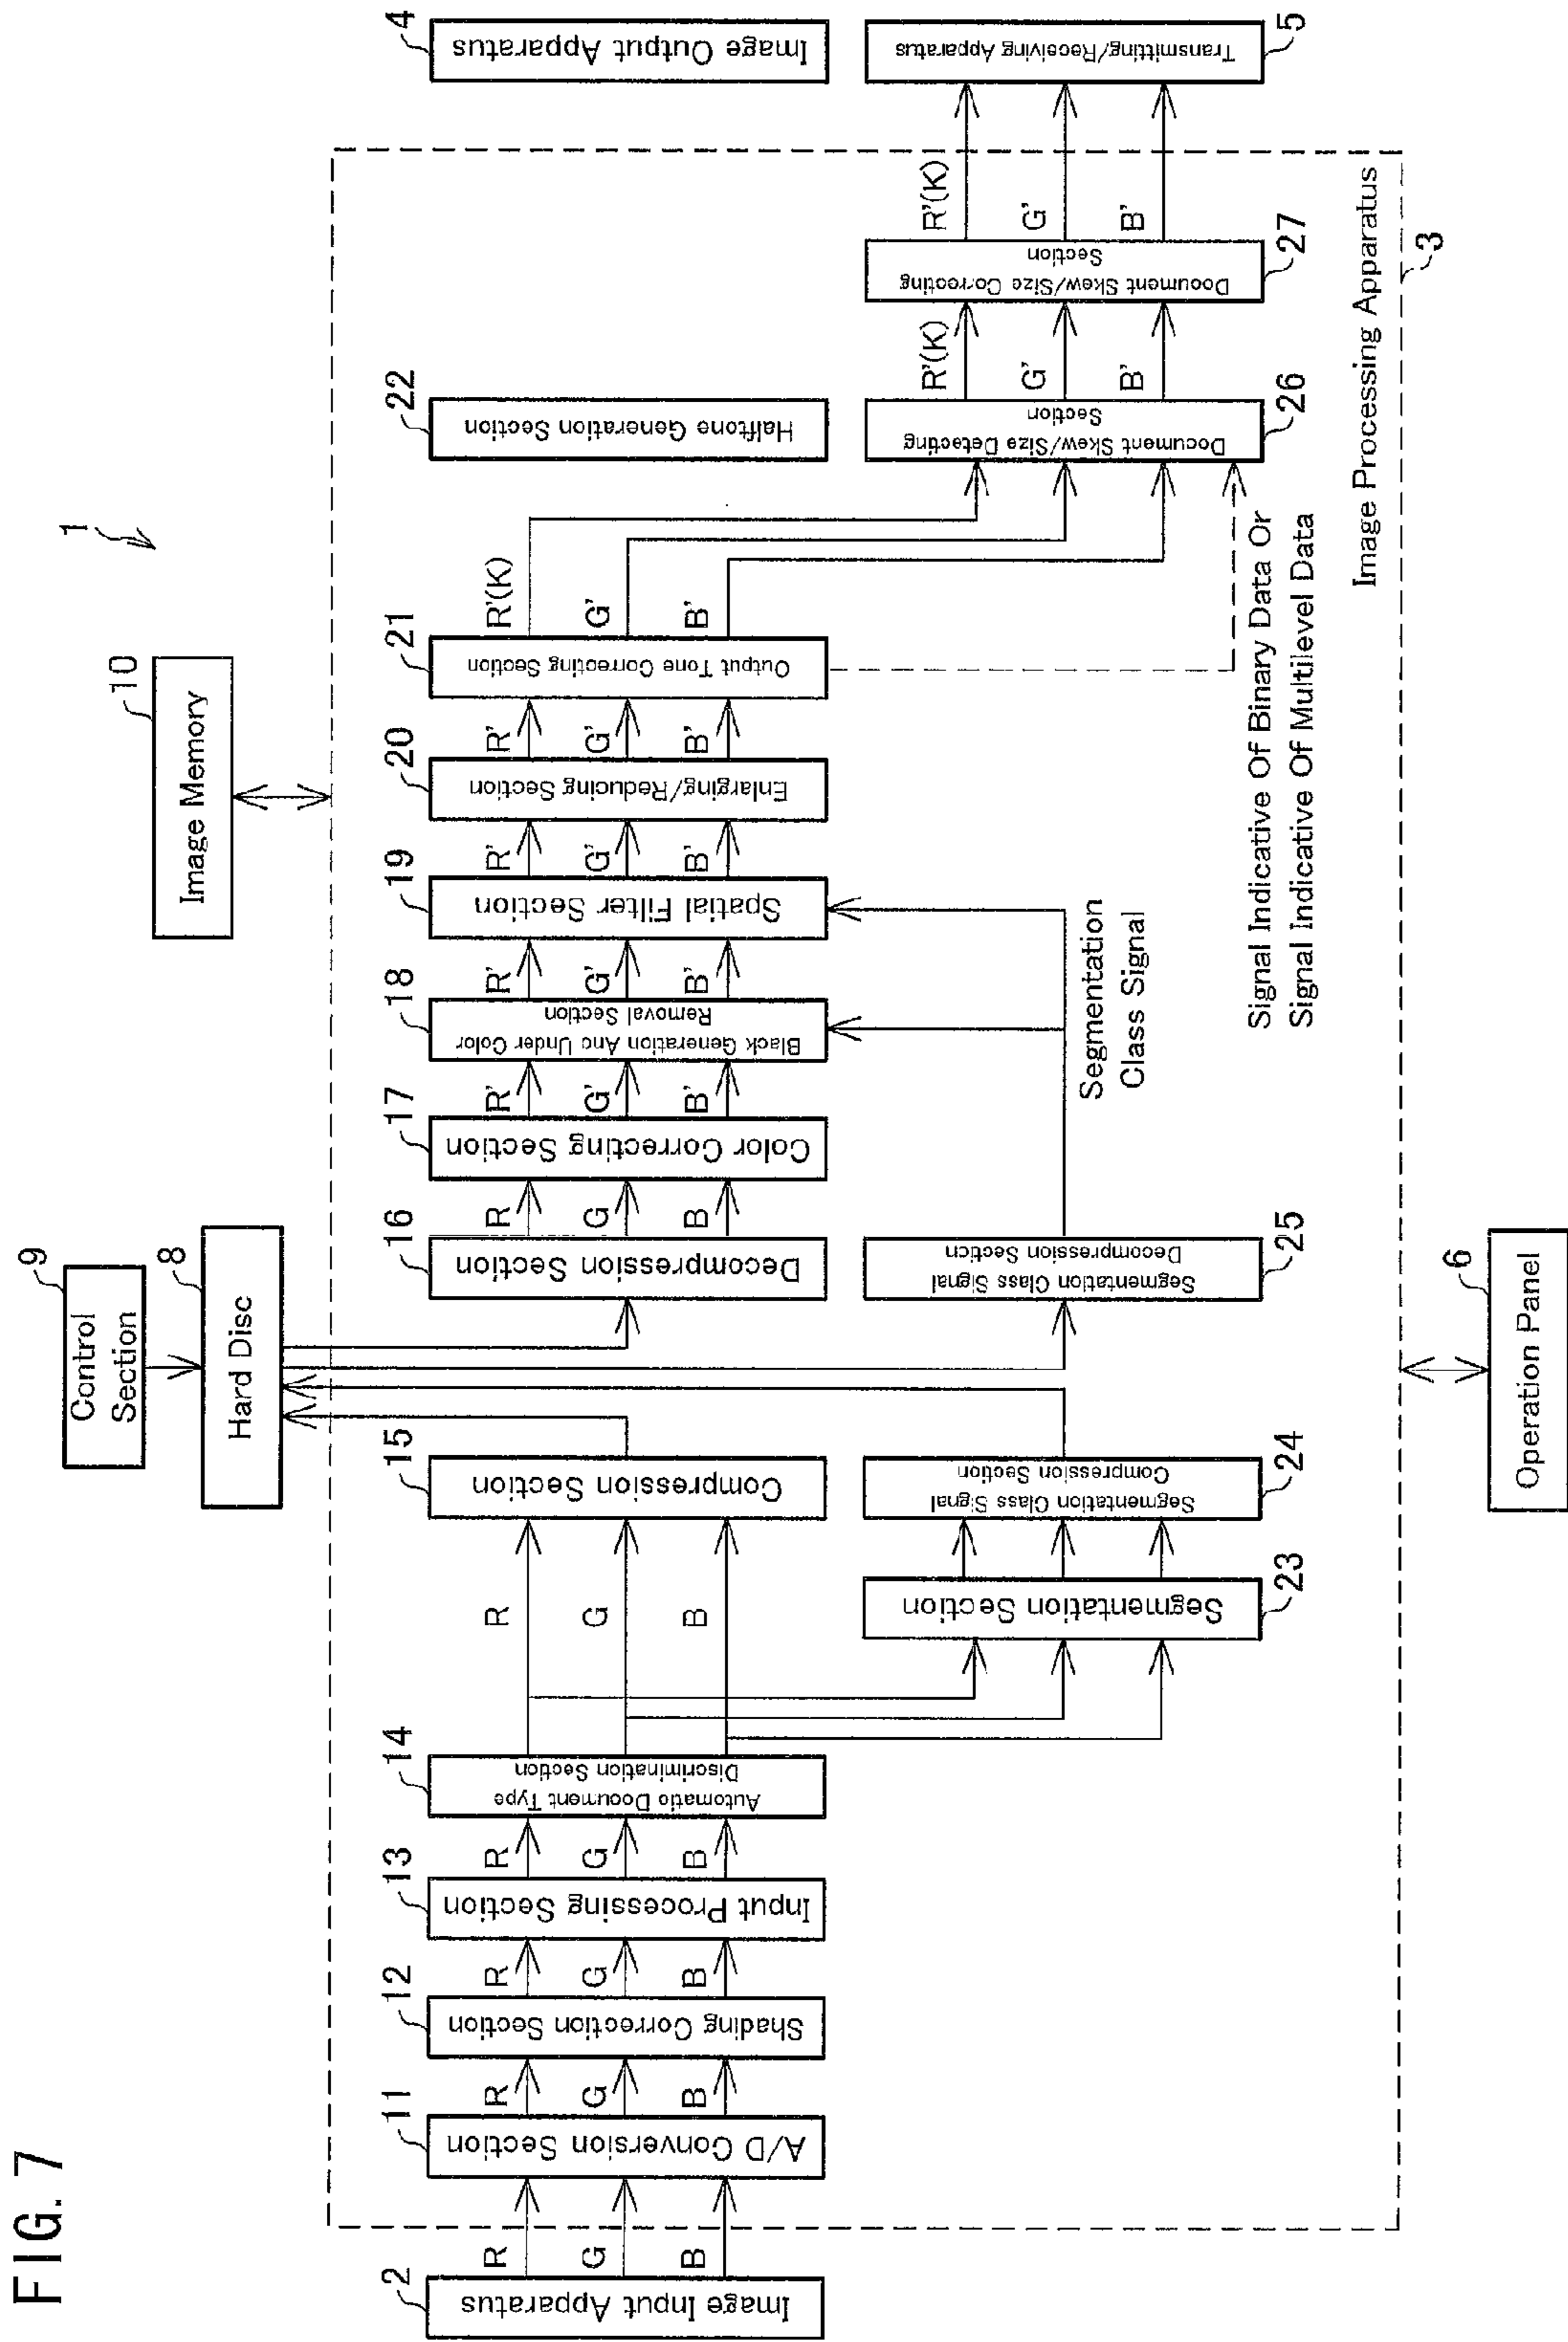 FIG. 7
1
9
Control
Section
8
Hard Disc
10
Image Memory
2
Image Input Apparatus
R
G
B
11
A/D Conversion Section
R
G
B
12
Shading Correction Section
R
G
B
13
Input Processing Section
R
G
B
14
Automatic Document Type
Discrimination Section
R
G
B
15
Compression Section
16
Decompression Section
R
G
B
17
Color Correcting Section
R'
G'
B'
18
Black Generation And Under Color
Removal Section
R'
G'
B'
19
Spatial Filter Section
R'
G'
B'
20
Enlarging/Reducing Section
R'
G'
B'
21
Output Tone Correcting Section
R'(K)
G'
B'
22
Halftone Generation Section
4
Image Output Apparatus
23
Segmentation Section
24
Segmentation Class Signal
Compression Section
25
Segmentation Class Signal
Decompression Section
Segmentation
Class Signal
26
Document Skew/Size Detecting
Section
R'(K)
G'
B'
27
Document Skew/Size Correcting
Section
R'(K)
G'
B'
5
Transmitting/Receiving Apparatus
Signal Indicative Of Binary Data Or
Signal Indicative Of Multilevel Data
Image Processing Apparatus
3
6
Operation Panel